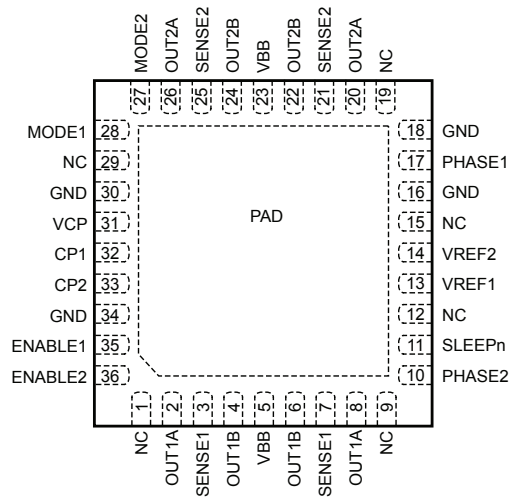 MODE2
OUT2A
SENSE2
OUT2B
VBB
OUT2B
SENSE2
OUT2A
NC
27
26
25
24
23
22
21
20
19
MODE1 28
NC 29
GND 30
VCP 31
CP1 32
CP2 33
GND 34
ENABLE1 35
ENABLE2 36
PAD
18 GND
17 PHASE1
16 GND
15 NC
14 VREF2
13 VREF1
12 NC
11 SLEEPn
10 PHASE2
1
2
3
4
5
6
7
8
9
NC
OUT1A
SENSE1
OUT1B
VBB
OUT1B
SENSE1
OUT1A
NC